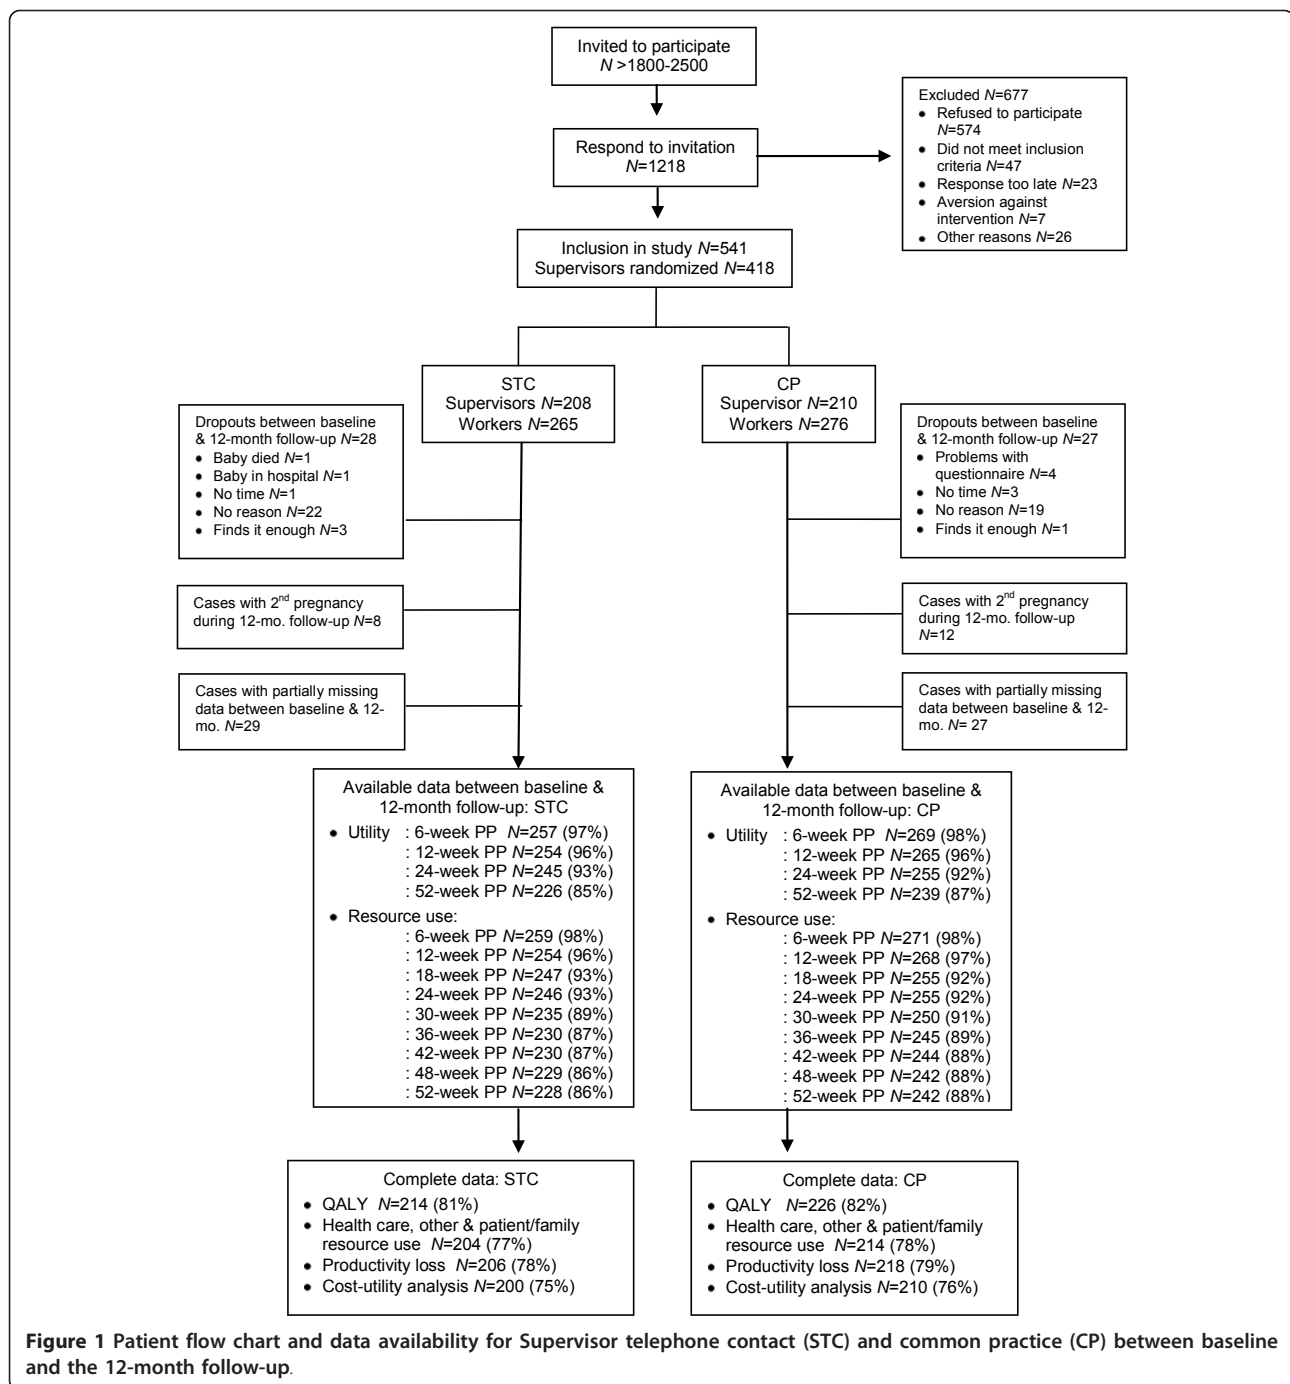 Invited to participate
N >1800-2500
Excluded N=677
• Refused to participate
N=574
• Did not meet inclusion
criteria N=47
• Response too late N=23
• Aversion against
intervention N=7
• Other reasons N=26
Respond to invitation
N=1218
Inclusion in study N=541
Supervisors randomized N=418
STC
Supervisors N=208
Workers N=265
CP
Supervisor N=210
Workers N=276
Dropouts between baseline
& 12-month follow-up N=28
• Baby died N=1
• Baby in hospital N=1
• No time N=1
• No reason N=22
• Finds it enough N=3
Dropouts between baseline
& 12-month follow-up N=27
• Problems with
questionnaire N=4
• No time N=3
• No reason N=19
• Finds it enough N=1
Cases with 2nd pregnancy
during 12-mo. follow-up N=8
Cases with 2nd pregnancy
during 12-mo. follow-up
N=12
Cases with partially missing
data between baseline & 12-
mo. N=29
Cases with partially missing
data between baseline & 12-
mo. N= 27
Available data between baseline &
12-month follow-up: STC
• Utility : 6-week PP N=257 (97%)
: 12-week PP N=254 (96%)
: 24-week PP N=245 (93%)
: 52-week PP N=226 (85%)
• Resource use:
: 6-week PP N=259 (98%)
: 12-week PP N=254 (96%)
: 18-week PP N=247 (93%)
: 24-week PP N=246 (93%)
: 30-week PP N=235 (89%)
: 36-week PP N=230 (87%)
: 42-week PP N=230 (87%)
: 48-week PP N=229 (86%)
: 52-week PP N=228 (86%)
Available data between baseline &
12-month follow-up: CP
• Utility : 6-week PP N=269 (98%)
: 12-week PP N=265 (96%)
: 24-week PP N=255 (92%)
: 52-week PP N=239 (87%)
• Resource use:
: 6-week PP N=271 (98%)
: 12-week PP N=268 (97%)
: 18-week PP N=255 (92%)
: 24-week PP N=255 (92%)
: 30-week PP N=250 (91%)
: 36-week PP N=245 (89%)
: 42-week PP N=244 (88%)
: 48-week PP N=242 (88%)
: 52-week PP N=242 (88%)
Complete data: STC
• QALY N=214 (81%)
• Health care, other & patient/family
resource use N=204 (77%)
• Productivity loss N=206 (78%)
• Cost-utility analysis N=200 (75%)
Complete data: CP
• QALY N=226 (82%)
• Health care, other & patient/family
resource use N=214 (78%)
• Productivity loss N=218 (79%)
• Cost-utility analysis N=210 (76%)
Figure 1 Patient flow chart and data availability for Supervisor telephone contact (STC) and common practice (CP) between baseline
and the 12-month follow-up.